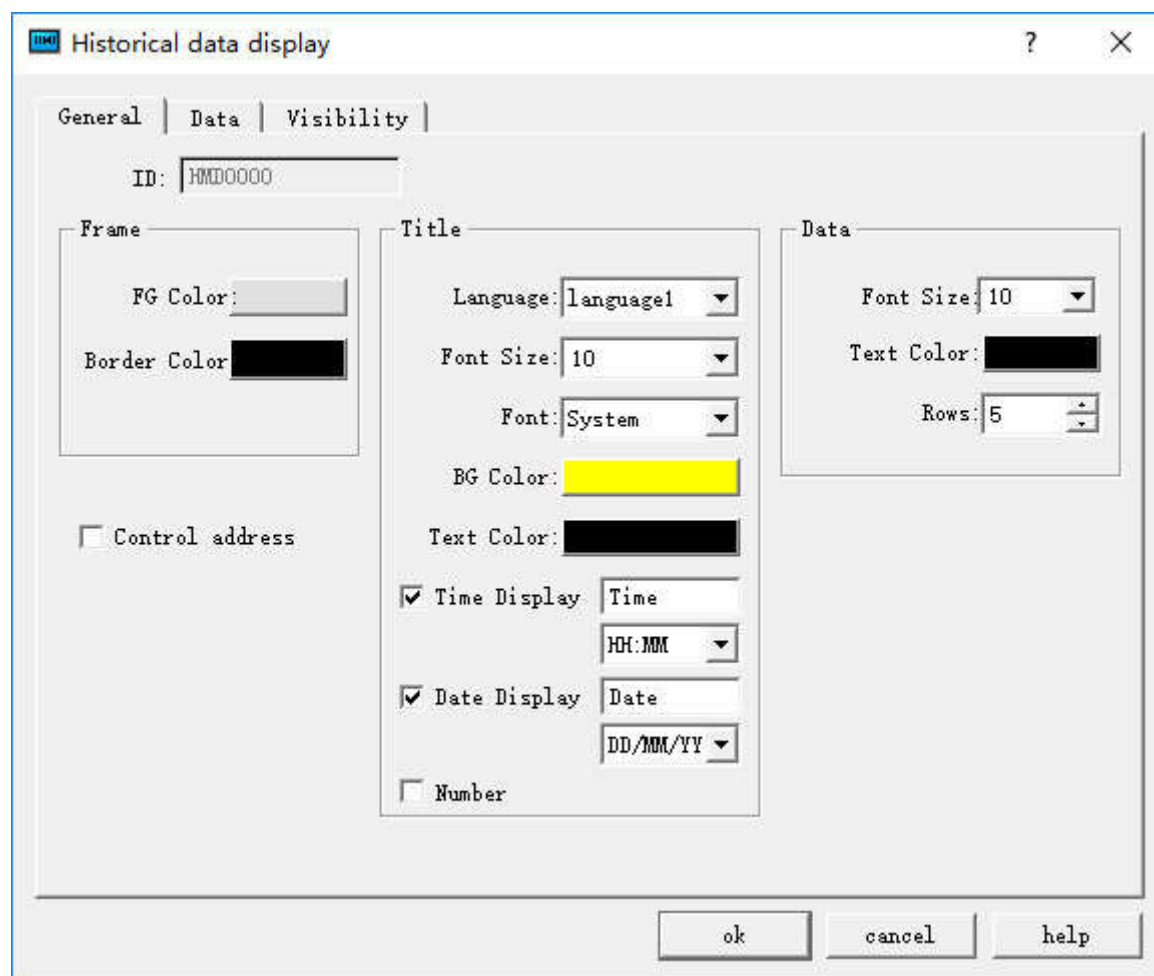 Historical data display
General Data Visibility
ID: HMD0000
Frame
FG Color:
Border Color
Control address
Title
Language: language1
Font Size: 10
Font: System
BG Color:
Text Color:
Time Display Time
HH:MM
Date Display Date
DD/MM/YY
Number
Data
Font Size: 10
Text Color:
Rows: 5
ok cancel help